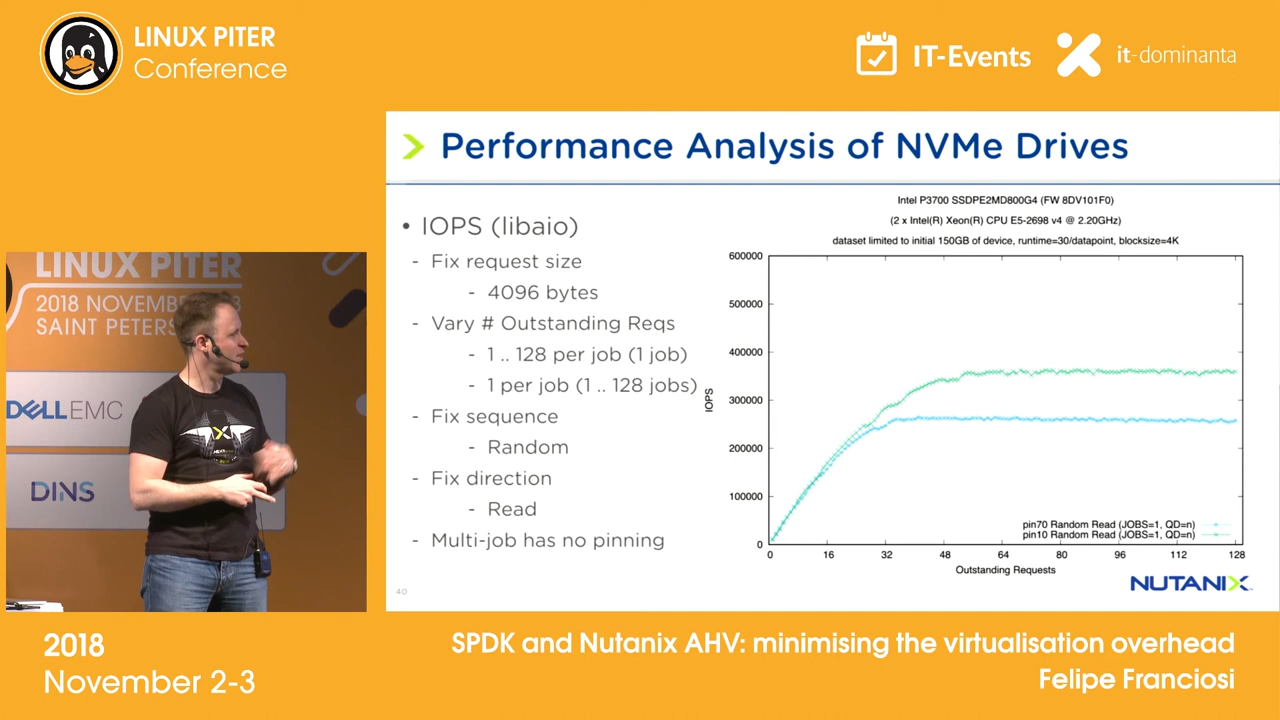 LINUX PITER
Conference
IT-Events
it-dominanta
Performance Analysis of NVMe Drives
• IOPS (libaio)
- Fix request size
- 4096 bytes
- Vary # Outstanding Reqs
- 1 .. 128 per job (1 job)
- 1 per job (1 .. 128 jobs)
- Fix sequence
- Random
- Fix direction
- Read
- Multi-job has no pinning
40
Intel P3700 SSDPE2MD800G4 (FW 8DV101F0)
(2 x Intel(R) Xeon(R) CPU E5-2698 v4 @ 2.20GHz)
dataset limited to initial 150GB of device, runtime=30/datapoint, blocksize=4K
600000
500000
400000
300000
200000
100000
0
IOPS
pin70 Random Read (JOBS=1, QD=n)
pin10 Random Read (JOBS=1, QD=n)
0 16 32 48 64 80 96 112 128
Outstanding Requests
NUTANIX
LINUX PITER
2018 NOVEMBER
SAINT PETERS
DELL EMC
DINS
2018
November 2-3
SPDK and Nutanix AHV: minimising the virtualisation overhead
Felipe Franciosi